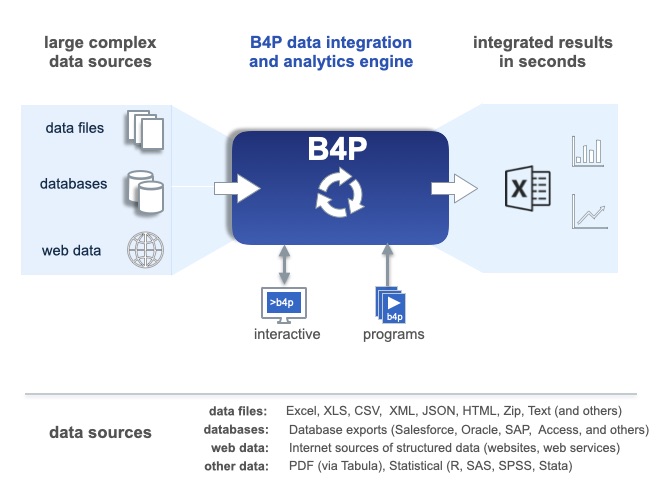 large complex
data sources
B4P data integration
and analytics engine
integrated results
in seconds
data files
databases
web data
B4P
X
>b4p
interactive
b4p
programs
data sources
data files: Excel, XLS, CSV, XML, JSON, HTML, Zip, Text (and others)
databases: Database exports (Salesforce, Oracle, SAP, Access, and others)
web data: Internet sources of structured data (websites, web services)
other data: PDF (via Tabula), Statistical (R, SAS, SPSS, Stata)